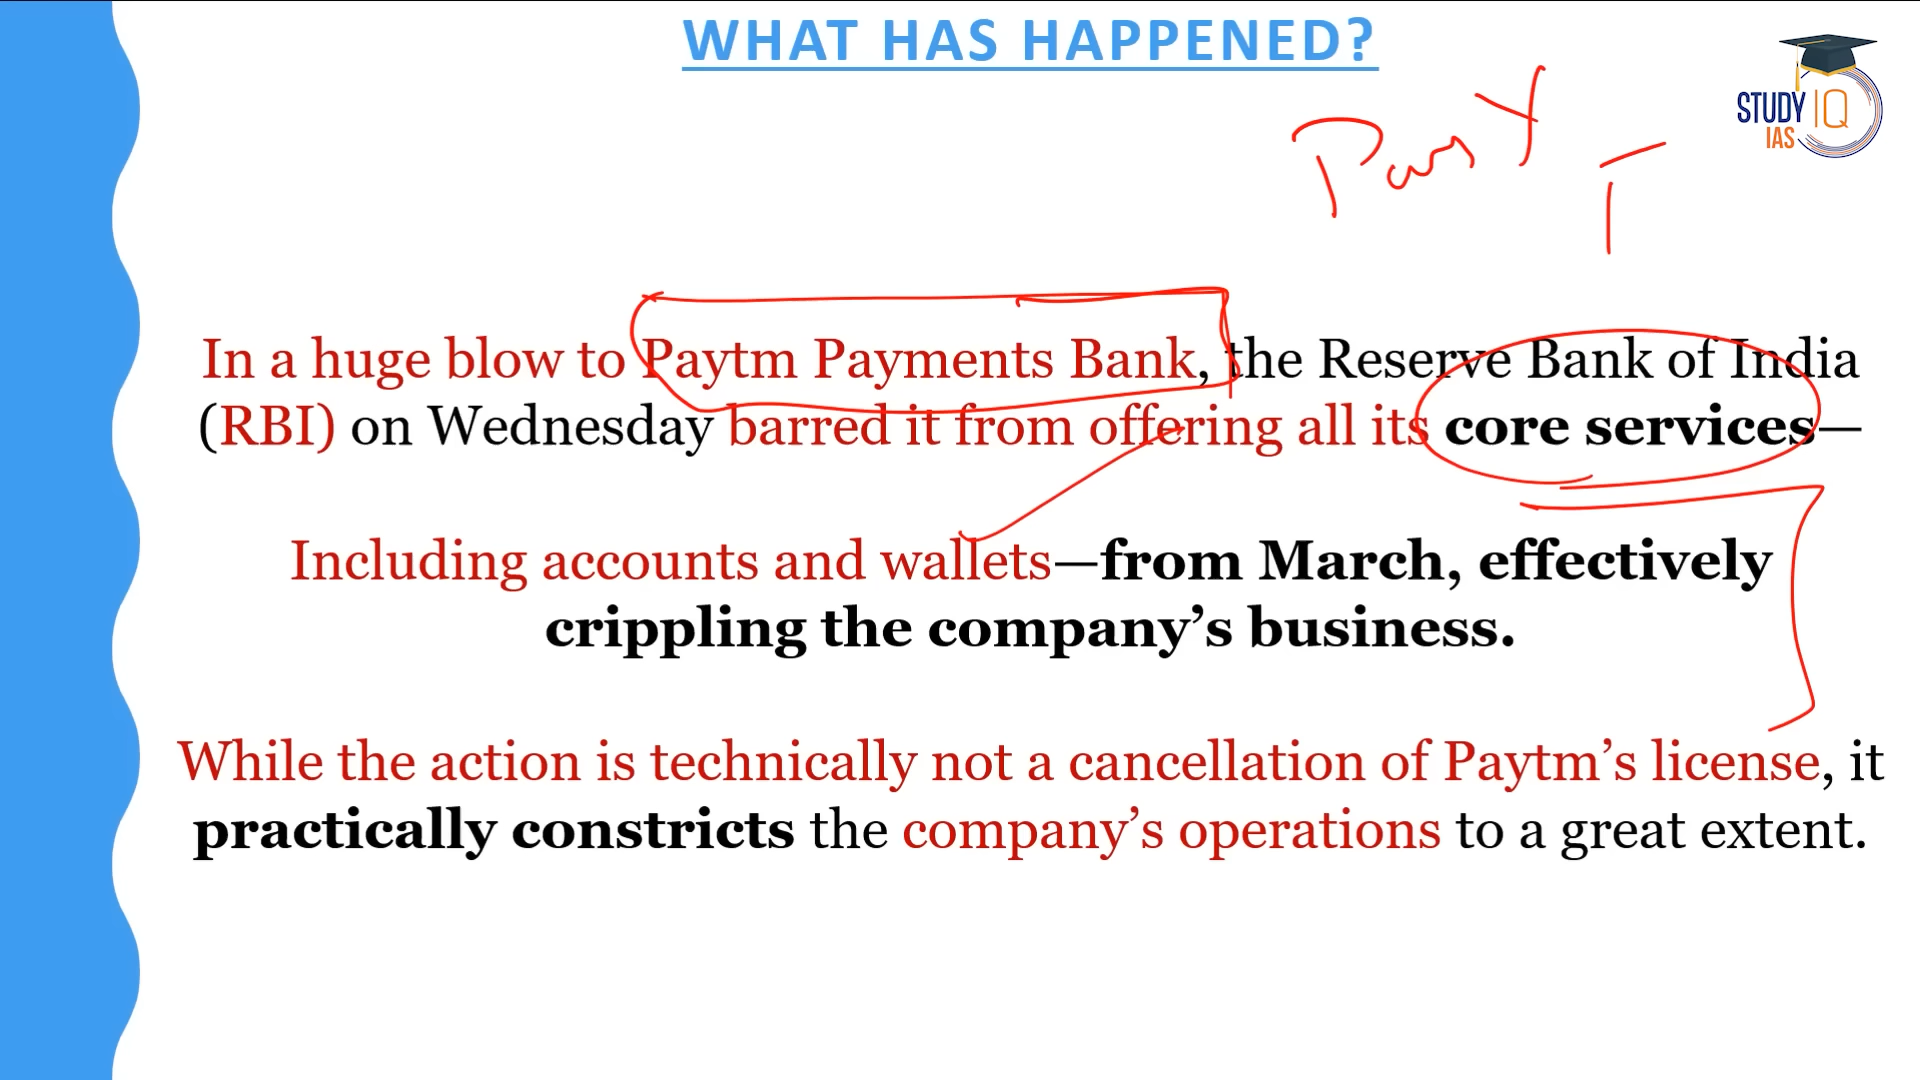 WHAT HAS HAPPENED?
STUDY IQ
IAS
In a huge blow to Paytm Payments Bank, the Reserve Bank of India
(RBI) on Wednesday barred it from offering all its core services—
Including accounts and wallets—from March, effectively
crippling the company’s business.
While the action is technically not a cancellation of Paytm’s license, it
practically constricts the company’s operations to a great extent.